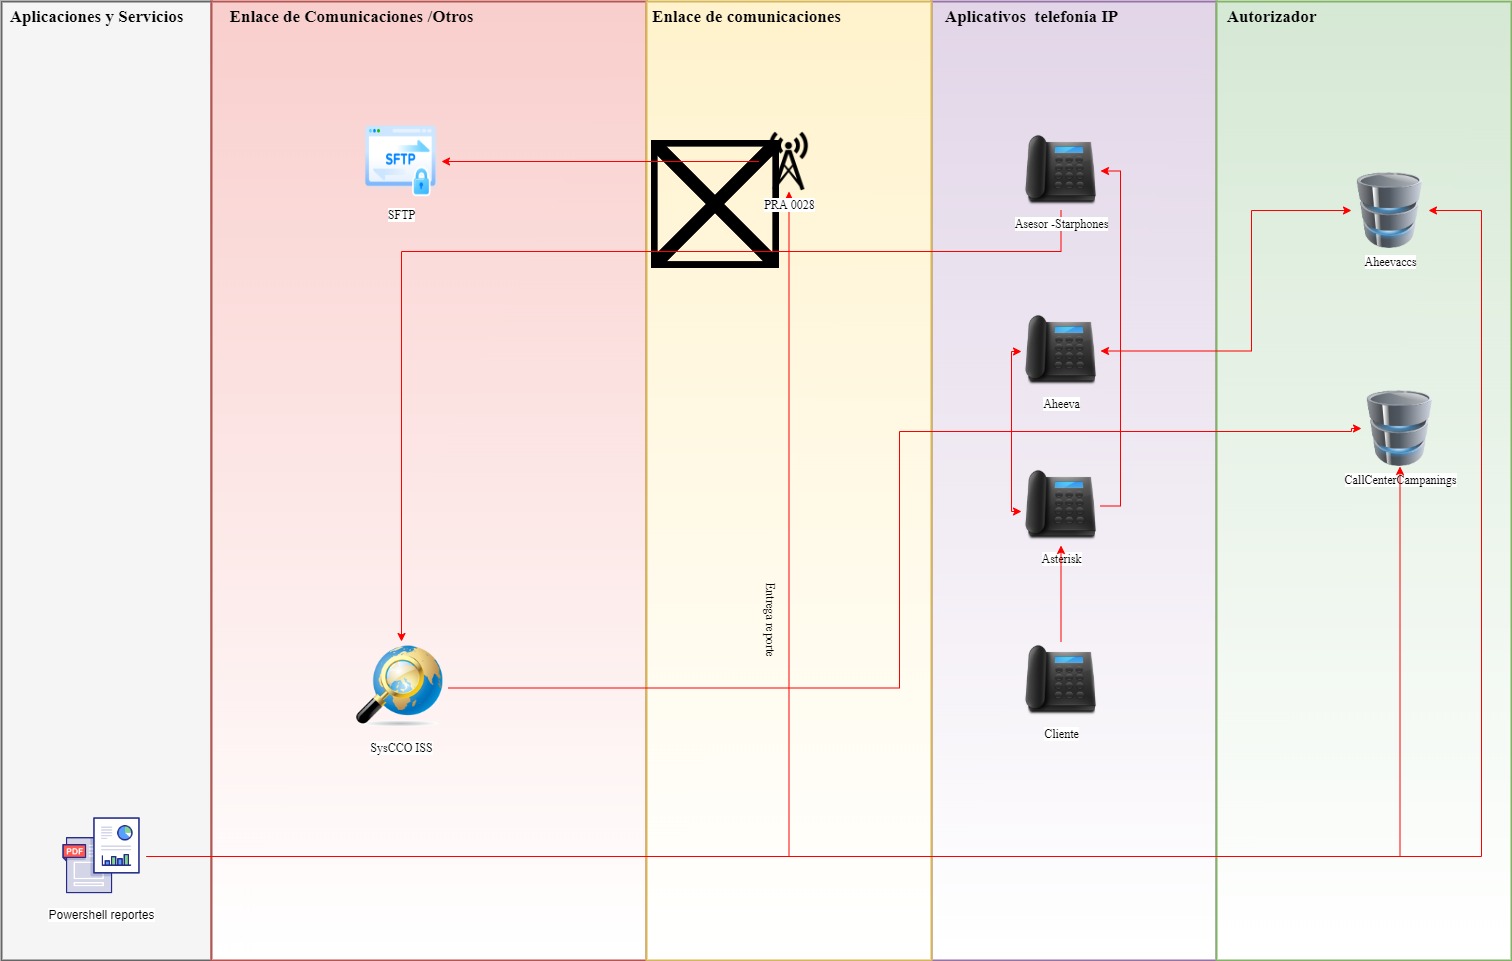 Aplicaciones y Servicios
Enlace de Comunicaciones /Otros
Enlace de comunicaciones
Aplicativos  telefonía IP
Autorizador
SFTP
SFTP
PRA 0028
Asesor -Starphones
Aheevaccs
Aheeva
CallCenterCampanings
Asterisk
Entrega reporte
Cliente
SysCCO ISS
PDF
Powershell reportes